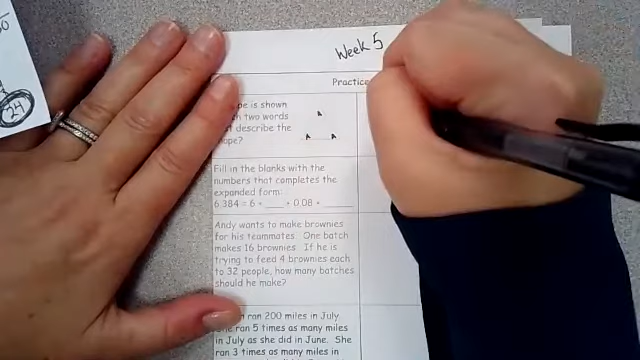 Week 5
Practice
is shown
two words
describe the
Fill in the blanks with the
numbers that completes the
expanded form:
6.384 = 6 + ___ + 0.08 + _____
Andy wants to make brownies
for his teammates. One batch
makes 16 brownies. If he is
trying to feed 4 brownies each
to 32 people, how many batches
should he make?
ran 200 miles in July.
ran 5 times as many miles
in July as she did in June. She
ran 3 times as many miles in
24